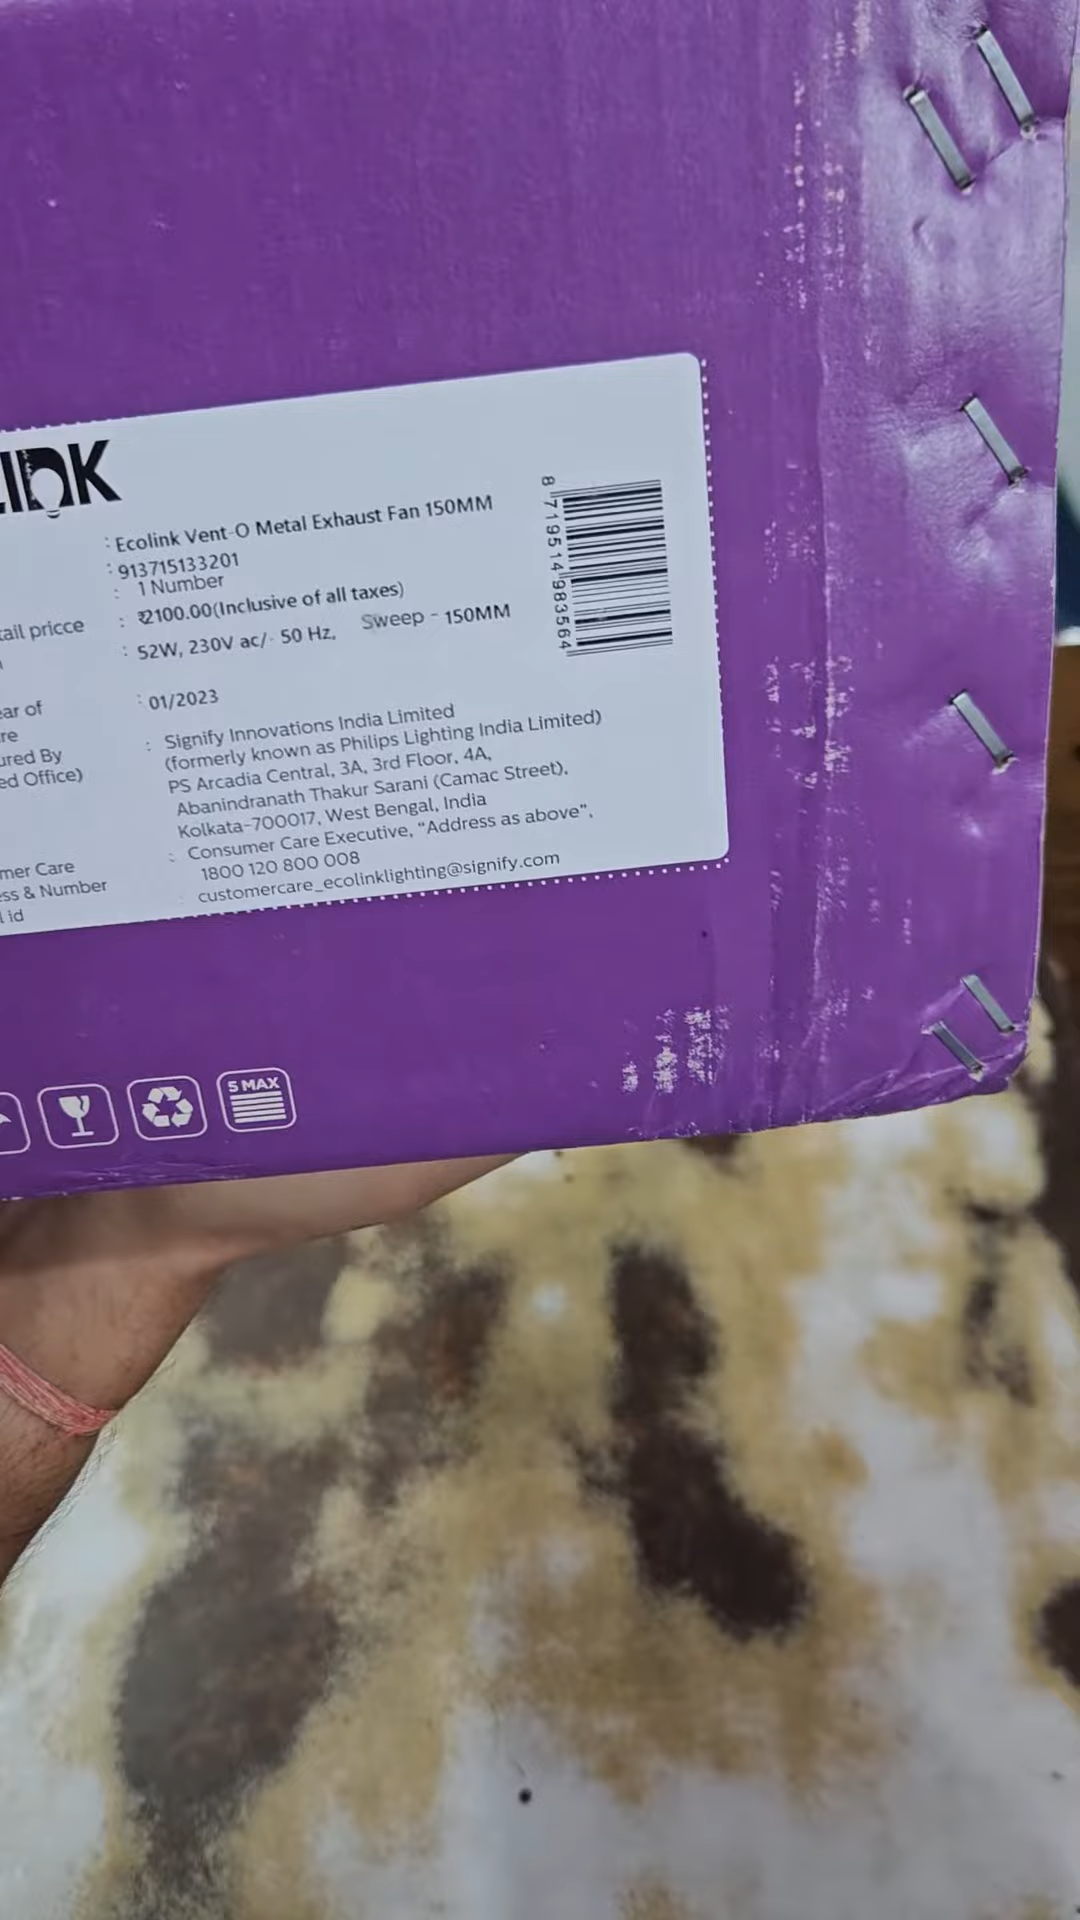 LINK
: Ecolink Vent-O Metal Exhaust Fan 150MM
: 913715133201
: 1 Number
tail pricce : ₹2100.00(Inclusive of all taxes)
: 52W, 230V ac/- 50 Hz, Sweep - 150MM
ear of : 01/2023
re
ured By : Signify Innovations India Limited
ed Office) (formerly known as Philips Lighting India Limited)
PS Arcadia Central, 3A, 3rd Floor, 4A,
Abanindranath Thakur Sarani (Camac Street),
Kolkata-700017, West Bengal, India
mer Care : Consumer Care Executive, "Address as above",
ess & Number 1800 120 800 008
l id customercare_ecolinklighting@signify.com
8 719514 983564
5 MAX